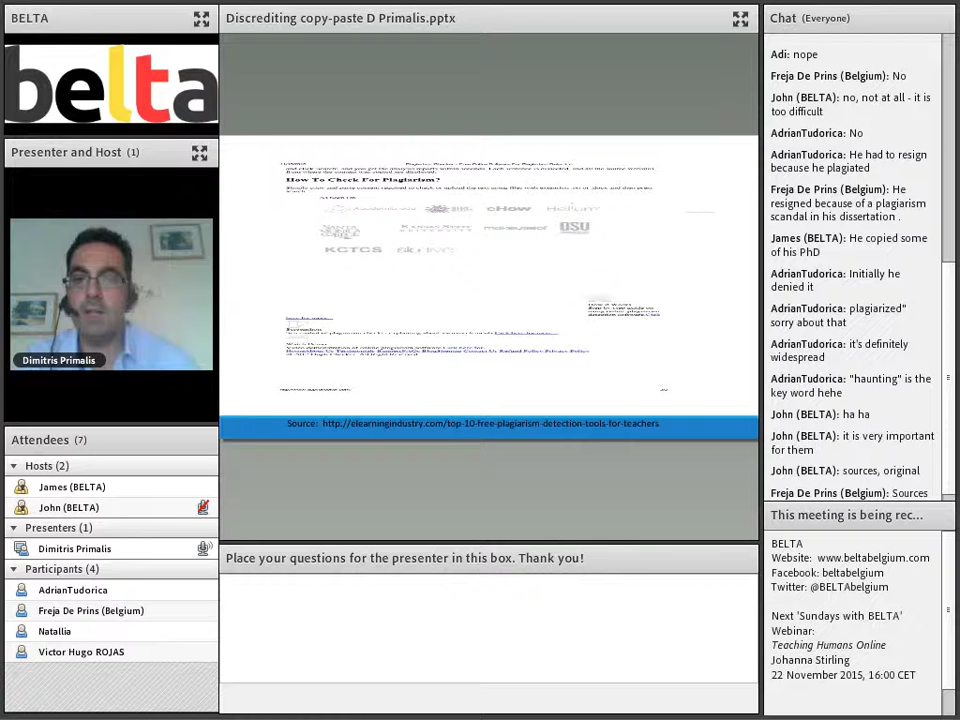 BELTA
belta
Presenter and Host (1)
Dimitris Primalis
Attendees (7)
Hosts (2)
James (BELTA)
John (BELTA)
Presenters (1)
Dimitris Primalis
Participants (4)
AdrianTudorica
Freja De Prins (Belgium)
Natallia
Victor Hugo ROJAS
Discrediting copy-paste D Primalis.pptx
How To Check For Plagiarism?
eHow
Helium
OSU
KCTCS
Source: http://elearningindustry.com/top-10-free-plagiarism-detection-tools-for-teachers
Place your questions for the presenter in this box. Thank you!
Chat (Everyone)
Adi: nope
Freja De Prins (Belgium): No
John (BELTA): no, not at all - it is
too difficult
AdrianTudorica: No
AdrianTudorica: He had to resign
because he plagiated
Freja De Prins (Belgium): He
resigned because of a plagiarism
scandal in his dissertation .
James (BELTA): He copied some
of his PhD
AdrianTudorica: Initially he
denied it
AdrianTudorica: plagiarized"
sorry about that
AdrianTudorica: it's definitely
widespread
AdrianTudorica: "haunting" is the
key word hehe
John (BELTA): ha ha
John (BELTA): it is very important
for them
John (BELTA): sources, original
Freja De Prins (Belgium): Sources
This meeting is being rec...
BELTA
Website: www.beltabelgium.com
Facebook: beltabelgium
Twitter: @BELTAbelgium
Next 'Sundays with BELTA'
Webinar:
Teaching Humans Online
Johanna Stirling
22 November 2015, 16:00 CET